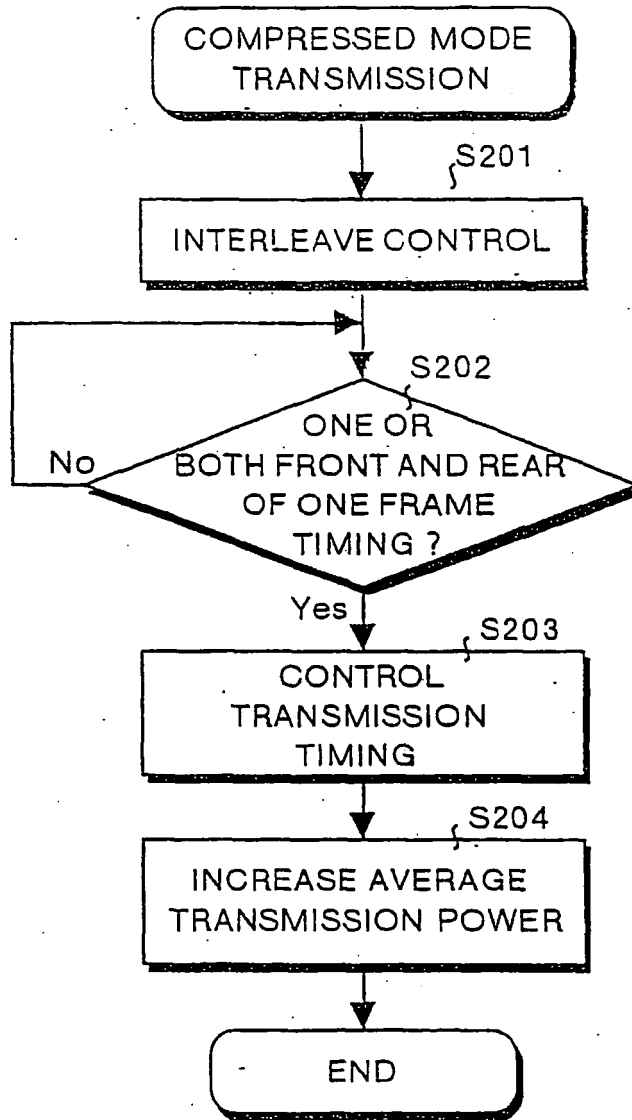 COMPRESSED MODE
TRANSMISSION
S201
INTERLEAVE CONTROL
S202
ONE OR
BOTH FRONT AND REAR
OF ONE FRAME
TIMING ?
No
Yes
S203
CONTROL
TRANSMISSION
TIMING
S204
INCREASE AVERAGE
TRANSMISSION POWER
END